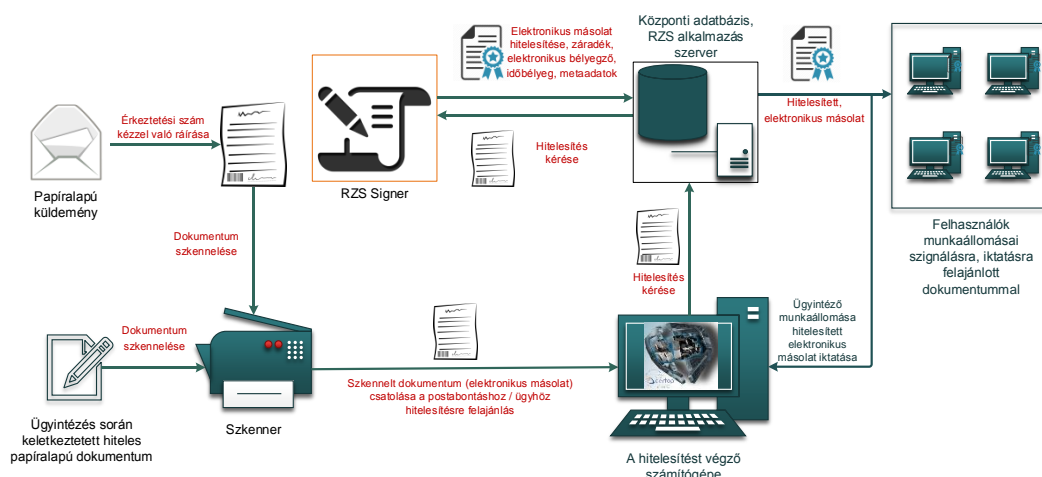 Elektronikus másolat
hitelesítése, záradék,
elektronikus bélyegző,
időbélyeg, metaadatok
Központi adatbázis,
RZS alkalmazás
szerver
Hitelesített,
elektronikus másolat
Érkeztetési szám
kézzel való ráírása
Hitelesítés
kérése
Papíralapú
küldemény
RZS Signer
Felhasználók
munkaállomásai
szignálásra, iktatásra
felajánlott
dokumentummal
Dokumentum
szkennelése
Hitelesítés
kérése
Ügyintéző
munkaállomása
hitelesített
elektronikus
másolat iktatása
Dokumentum
szkennelése
Szkennelt dokumentum (elektronikus másolat)
csatolása a postabontáshoz / ügyhöz
hitelesítésre felajánlás
Ügyintézés során
keletkeztetett hiteles
papíralapú dokumentum
Szkenner
A hitelesítést végző
számítógépe